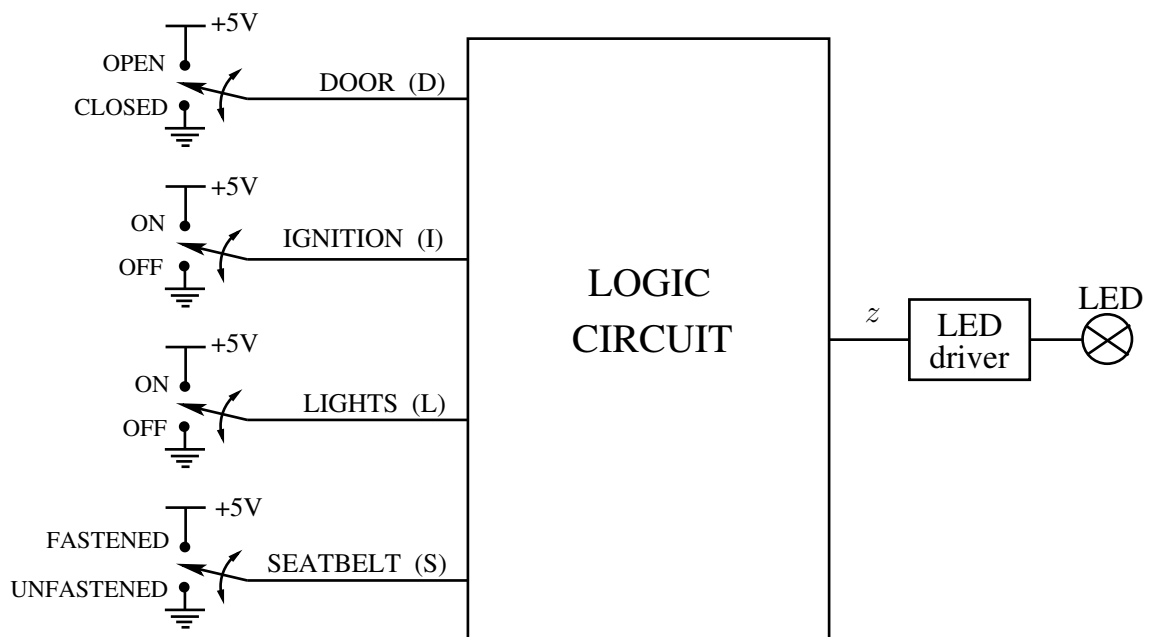 +5V
OPEN
DOOR (D)
CLOSED
+5V
ON
IGNITION (I)
OFF
+5V
ON
LIGHTS (L)
OFF
+5V
FASTENED
SEATBELT (S)
UNFASTENED
LOGIC
CIRCUIT
z
LED
driver
LED